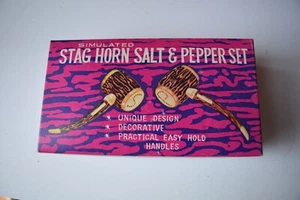 SIMULATED
STAG HORN SALT & PEPPER SET
★ UNIQUE DESIGN
★ DECORATIVE
★ PRACTICAL EASY HOLD
HANDLES